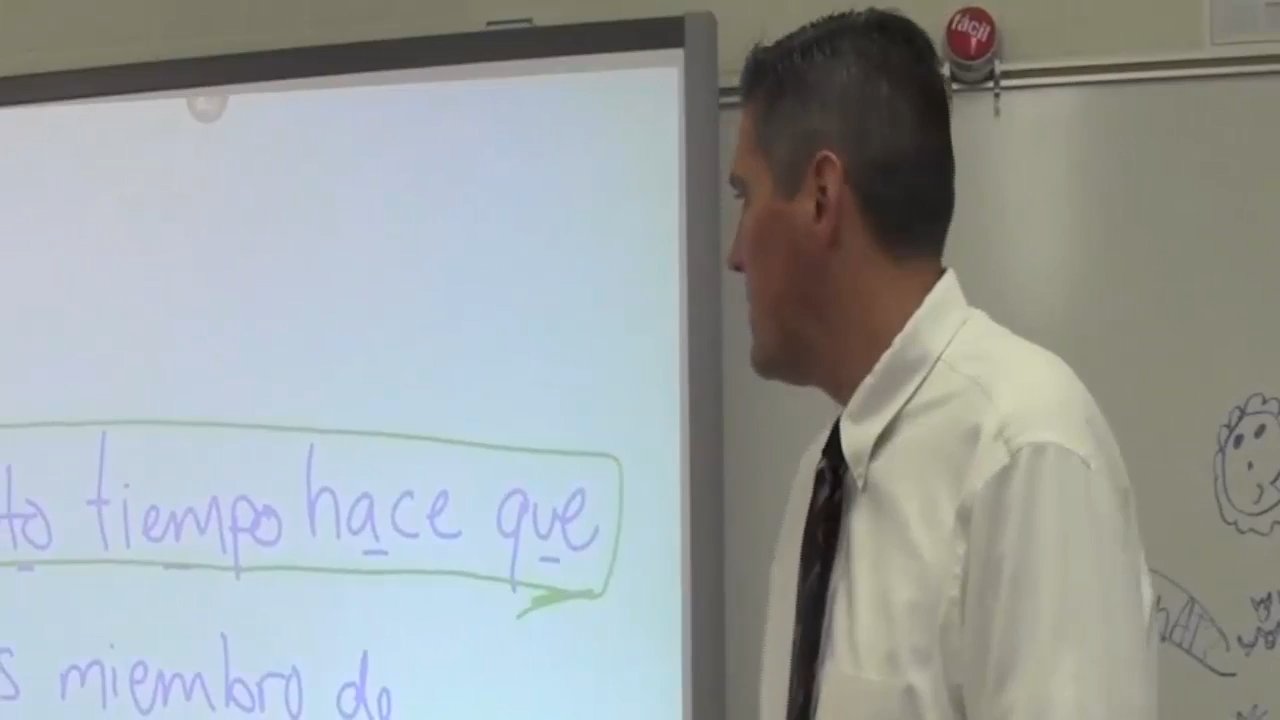 fácil
to tiempo hace que
s miembro de